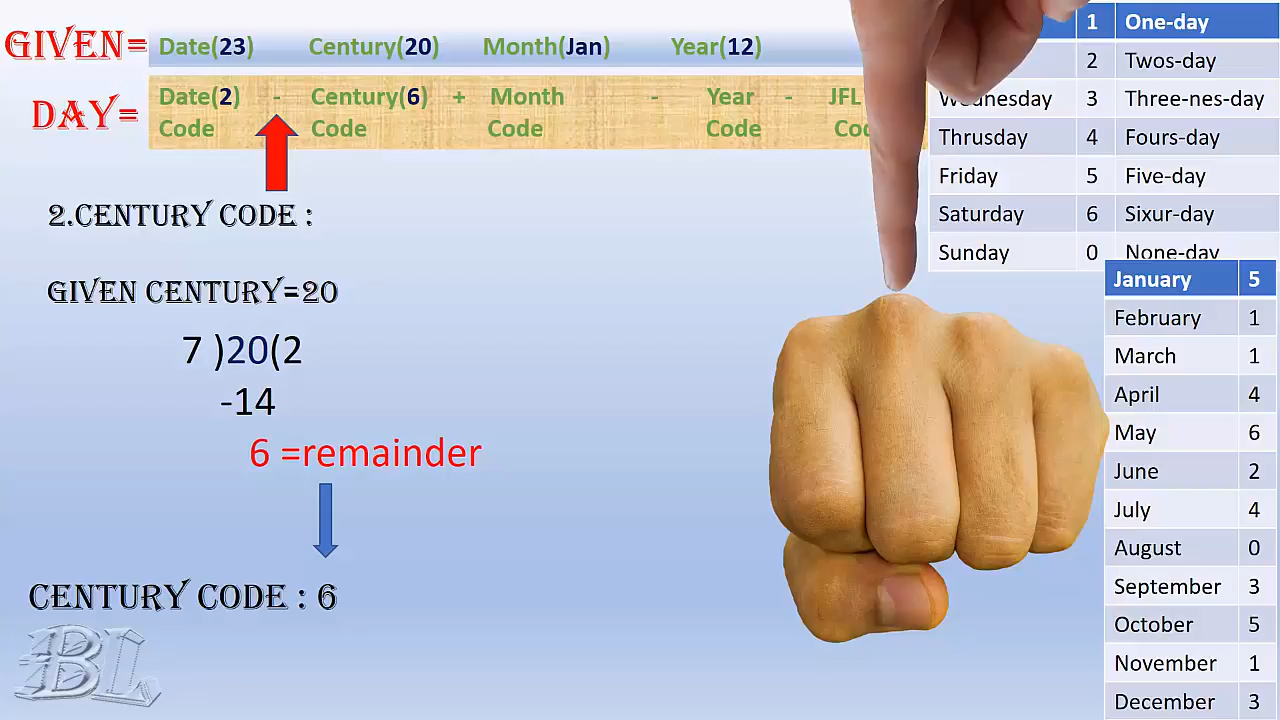 GIVEN= Date(23) Century(20) Month(Jan) Year(12)
DAY= Date(2) - Century(6) + Month - Year - JFL
Code Code Code Code
2.CENTURY CODE :
GIVEN CENTURY=20
7 )20(2
-14
6 =remainder
CENTURY CODE : 6
BL
1 One-day
2 Twos-day
Wednesday 3 Three-nes-day
Thrusday 4 Fours-day
Friday 5 Five-day
Saturday 6 Sixur-day
Sunday 0 None-day
January 5
February 1
March 1
April 4
May 6
June 2
July 4
August 0
September 3
October 5
November 1
December 3